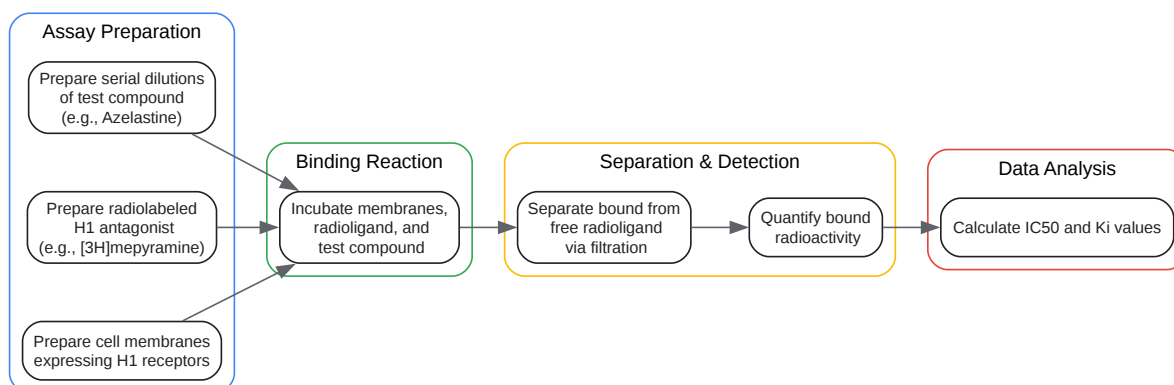 Assay Preparation
Prepare serial dilutions
of test compound
(e.g., Azelastine)
Prepare radiolabeled
H1 antagonist
(e.g., [3H]mepyramine)
Prepare cell membranes
expressing H1 receptors
Binding Reaction
Incubate membranes,
radioligand, and
test compound
Separation & Detection
Separate bound from
free radioligand
via filtration
Quantify bound
radioactivity
Data Analysis
Calculate IC50 and Ki values